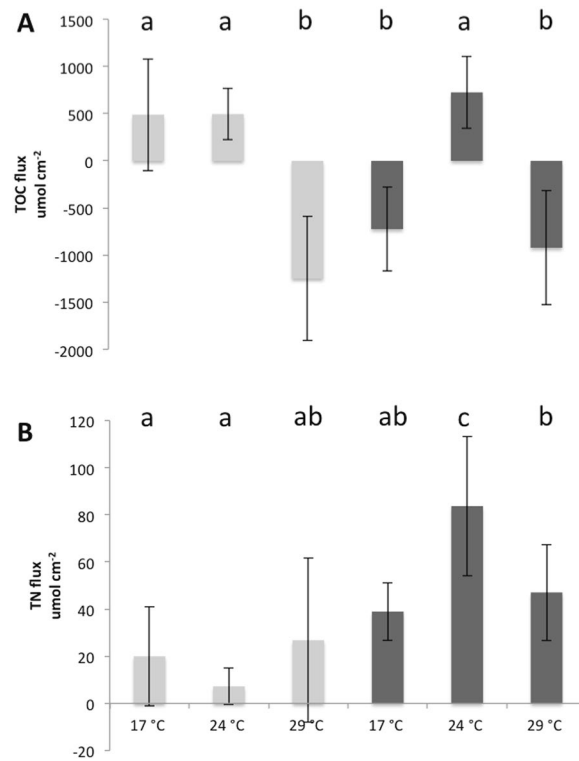 A
a a b b a b
1500
1000
500
0
-500
-1000
-1500
-2000
TOC flux
umol cm-2
B
a a ab ab c b
120
100
80
60
40
20
0
-20
TN flux
umol cm-2
17 °C 24 °C 29 °C 17 °C 24 °C 29 °C